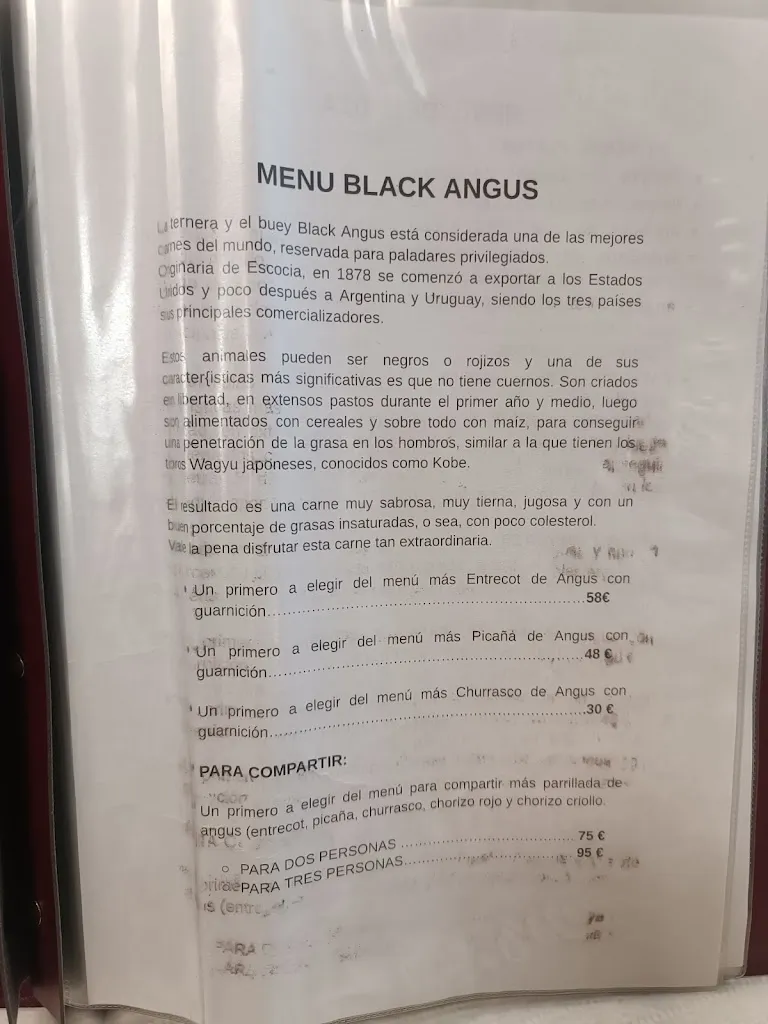 MENU BLACK ANGUS
La ternera y el buey Black Angus está considerada una de las mejores
carnes del mundo, reservada para paladares privilegiados.
Originaria de Escocia, en 1878 se comenzó a exportar a los Estados
Unidos y poco después a Argentina y Uruguay, siendo los tres países
sus principales comercializadores.
Estos animales pueden ser negros o rojizos y una de sus
caracter{isticas más significativas es que no tiene cuernos. Son criados
en libertad, en extensos pastos durante el primer año y medio, luego
son alimentados con cereales y sobre todo con maíz, para conseguir
una penetración de la grasa en los hombros, similar a la que tienen los
toros Wagyu japoneses, conocidos como Kobe.
El resultado es una carne muy sabrosa, muy tierna, jugosa y con un
buen porcentaje de grasas insaturadas, o sea, con poco colesterol.
Vale la pena disfrutar esta carne tan extraordinaria.
Un primero a elegir del menú más Entrecot de Angus con
guarnición..........................................................58€
Un primero a elegir del menú más Picaña de Angus con
guarnición..........................................................48 €
Un primero a elegir del menú más Churrasco de Angus con
guarnición..........................................................30 €
PARA COMPARTIR:
Un primero a elegir del menú para compartir más parrillada de
angus (entrecot, picaña, churrasco, chorizo rojo y chorizo criollo.
○ PARA DOS PERSONAS ........................................75 €
PARA TRES PERSONAS........................................95 €